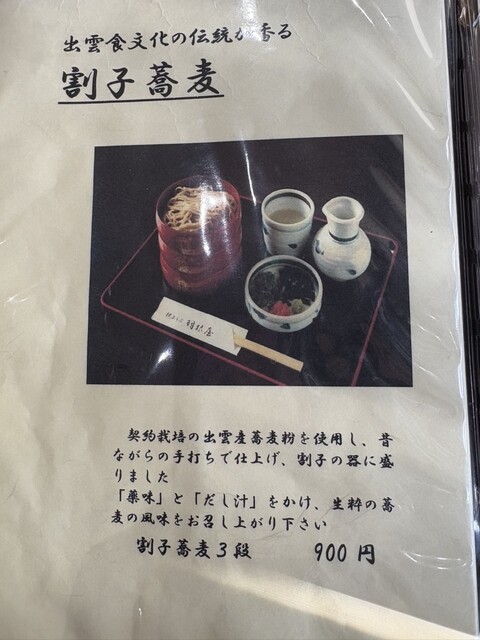 出雲食文化の伝統が香る
割子蕎麦
羽根屋
契約栽培の出雲産蕎麦粉を使用し、昔
ながらの手打ちで仕上げ、割子の器に盛
りました
「薬味」と「だし汁」をかけ、生粋の蕎
麦の風味をお召し上がり下さい
割子蕎麦3段 900円